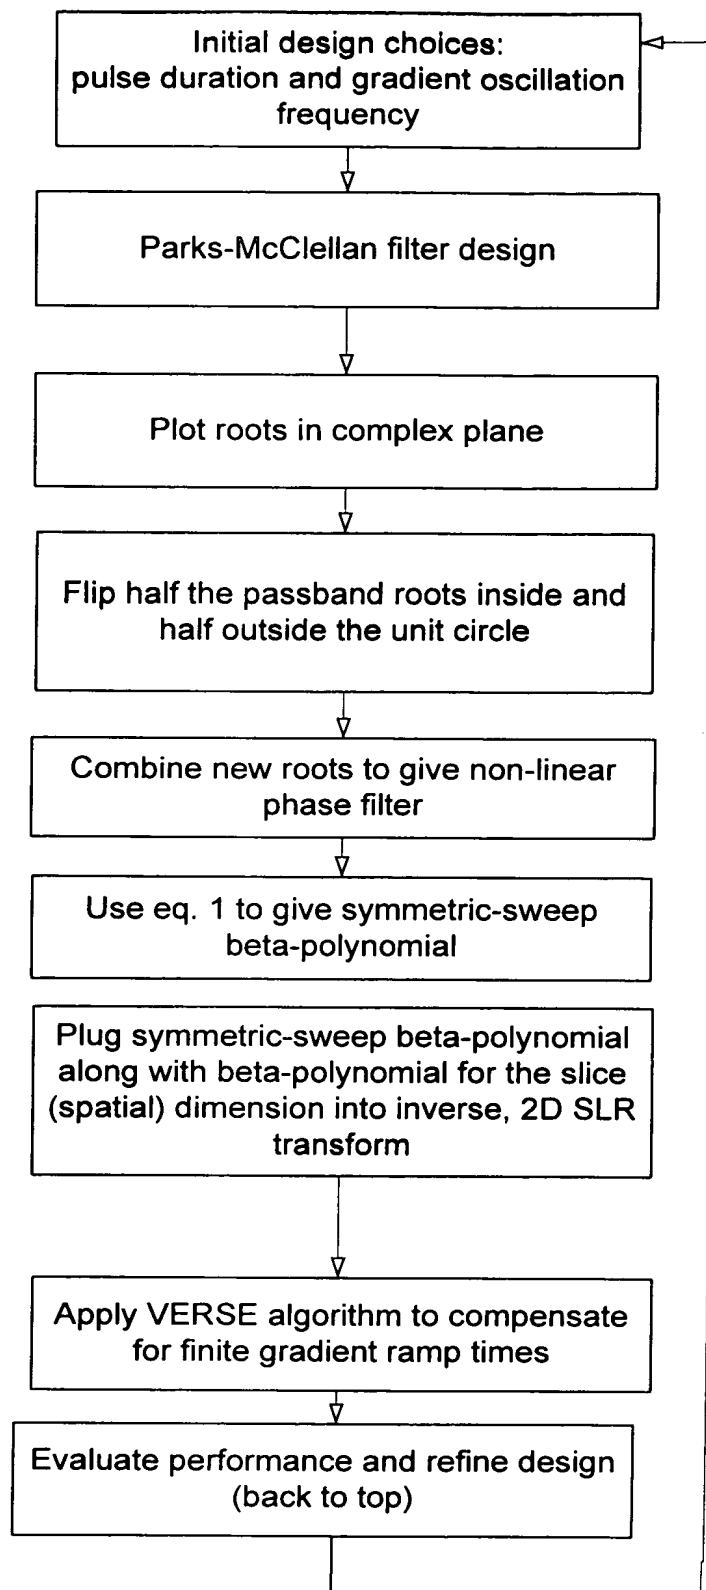 Initial design choices:
pulse duration and gradient oscillation
frequency
Parks-McClellan filter design
Plot roots in complex plane
Flip half the passband roots inside and
half outside the unit circle
Combine new roots to give non-linear
phase filter
Use eq. 1 to give symmetric-sweep
beta-polynomial
Plug symmetric-sweep beta-polynomial
along with beta-polynomial for the slice
(spatial) dimension into inverse, 2D SLR
transform
Apply VERSE algorithm to compensate
for finite gradient ramp times
Evaluate performance and refine design
(back to top)